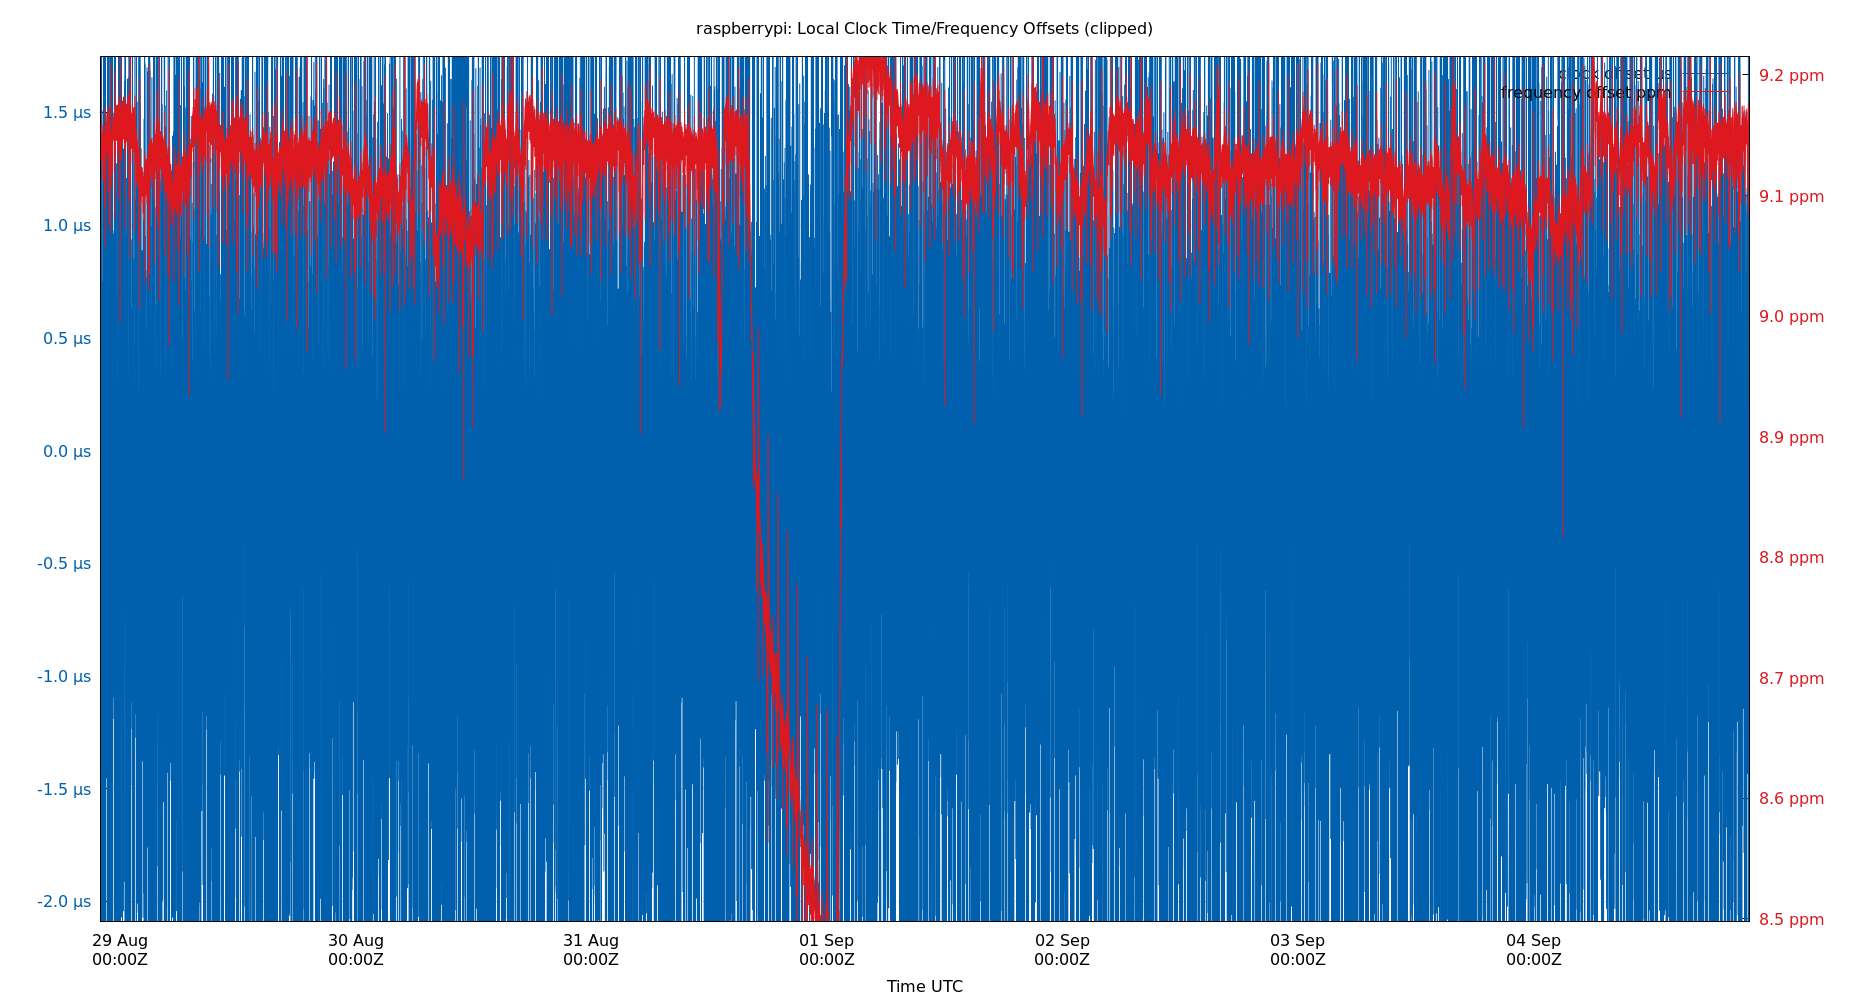 raspberrypi: Local Clock Time/Frequency Offsets (clipped)
clock offset µs
frequency offset ppm
1.5 µs
1.0 µs
0.5 µs
0.0 µs
-0.5 µs
-1.0 µs
-1.5 µs
-2.0 µs
9.2 ppm
9.1 ppm
9.0 ppm
8.9 ppm
8.8 ppm
8.7 ppm
8.6 ppm
8.5 ppm
29 Aug 30 Aug 31 Aug 01 Sep 02 Sep 03 Sep 04 Sep
00:00Z 00:00Z 00:00Z 00:00Z 00:00Z 00:00Z 00:00Z
Time UTC